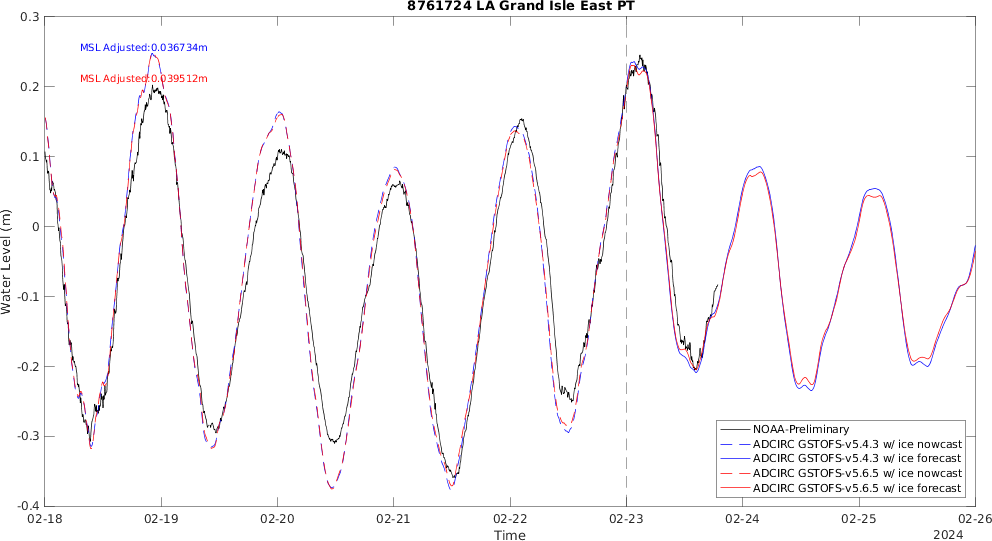 8761724 LA Grand Isle East PT
MSL Adjusted:0.036734m
MSL Adjusted:0.039512m
Water Level (m)
0.3
0.2
0.1
0
-0.1
-0.2
-0.3
-0.4
NOAA-Preliminary
ADCIRC GSTOFS-v5.4.3 w/ ice nowcast
ADCIRC GSTOFS-v5.4.3 w/ ice forecast
ADCIRC GSTOFS-v5.6.5 w/ ice nowcast
ADCIRC GSTOFS-v5.6.5 w/ ice forecast
02-18 02-19 02-20 02-21 02-22 02-23 02-24 02-25 02-26
Time
2024